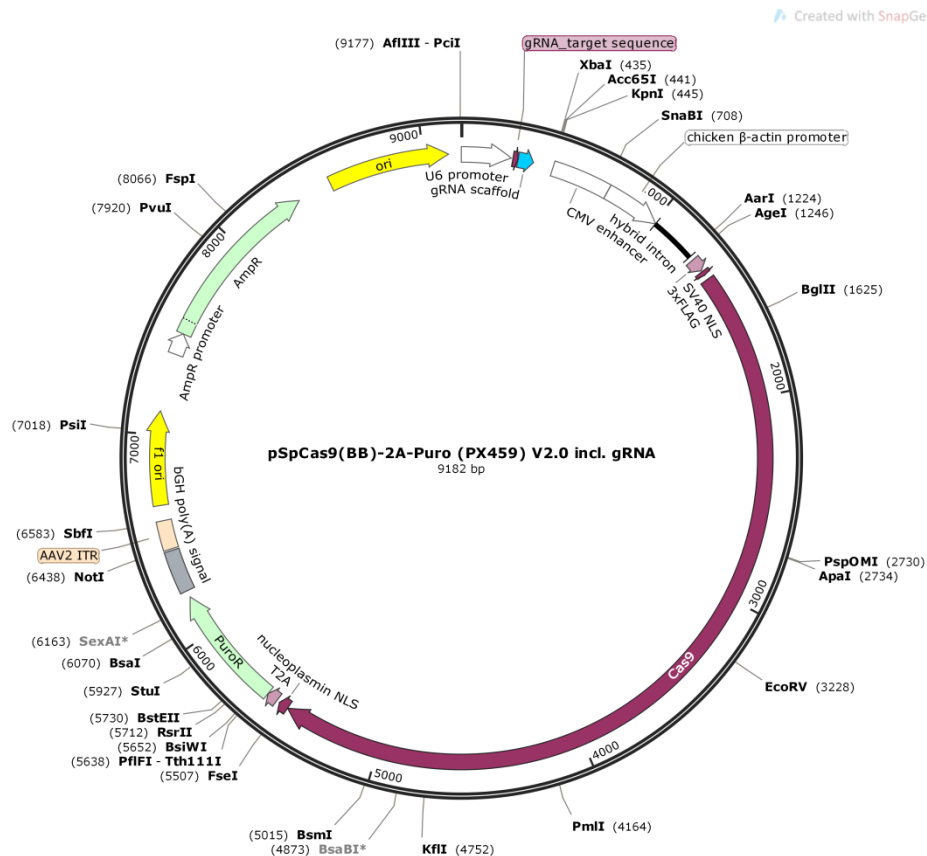 Created with SnapGe
(9177) AflIII - PciI
gRNA_target sequence
XbaI (435)
Acc65I (441)
KpnI (445)
SnaBI (708)
chicken β-actin promoter
9000
ori
U6 promoter
gRNA scaffold
(8066) FspI
(7920) PvuI
8000
AmpR
AmpR promoter
CMV enhancer
hybrid intron
AarI (1224)
AgeI (1246)
SV40 NLS
3xFLAG
BglII (1625)
2000
(7018) PsiI
7000
f1 ori
pSpCas9(BB)-2A-Puro (PX459) V2.0 incl. gRNA
9182 bp
bGH poly(A) signal
(6583) SbfI
AAV2 ITR
(6438) NotI
PspOMI (2730)
ApaI (2734)
3000
(6163) SexAI*
(6070) BsaI
(5927) StuI
6000
PuroR
nucleoplasmin NLS
T2A
Cas9
EcoRV (3228)
(5730) BstEII
(5712) RsrII
(5652) BsiWI
(5638) PflFI - Tth111I
(5507) FseI
5000
4000
(5015) BsmI
(4873) BsaBI*
KflI (4752)
PmlI (4164)